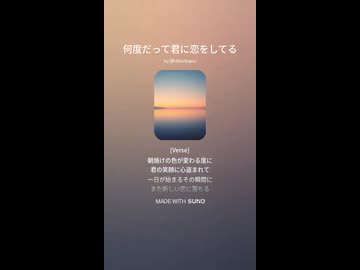 何度だって君に恋をしてる
[Verse]
朝焼けの色が変わる度に
君の笑顔に心盗まれて
一日が始まるその瞬間に
また新しい恋に落ちる
MADE WITH SUNO